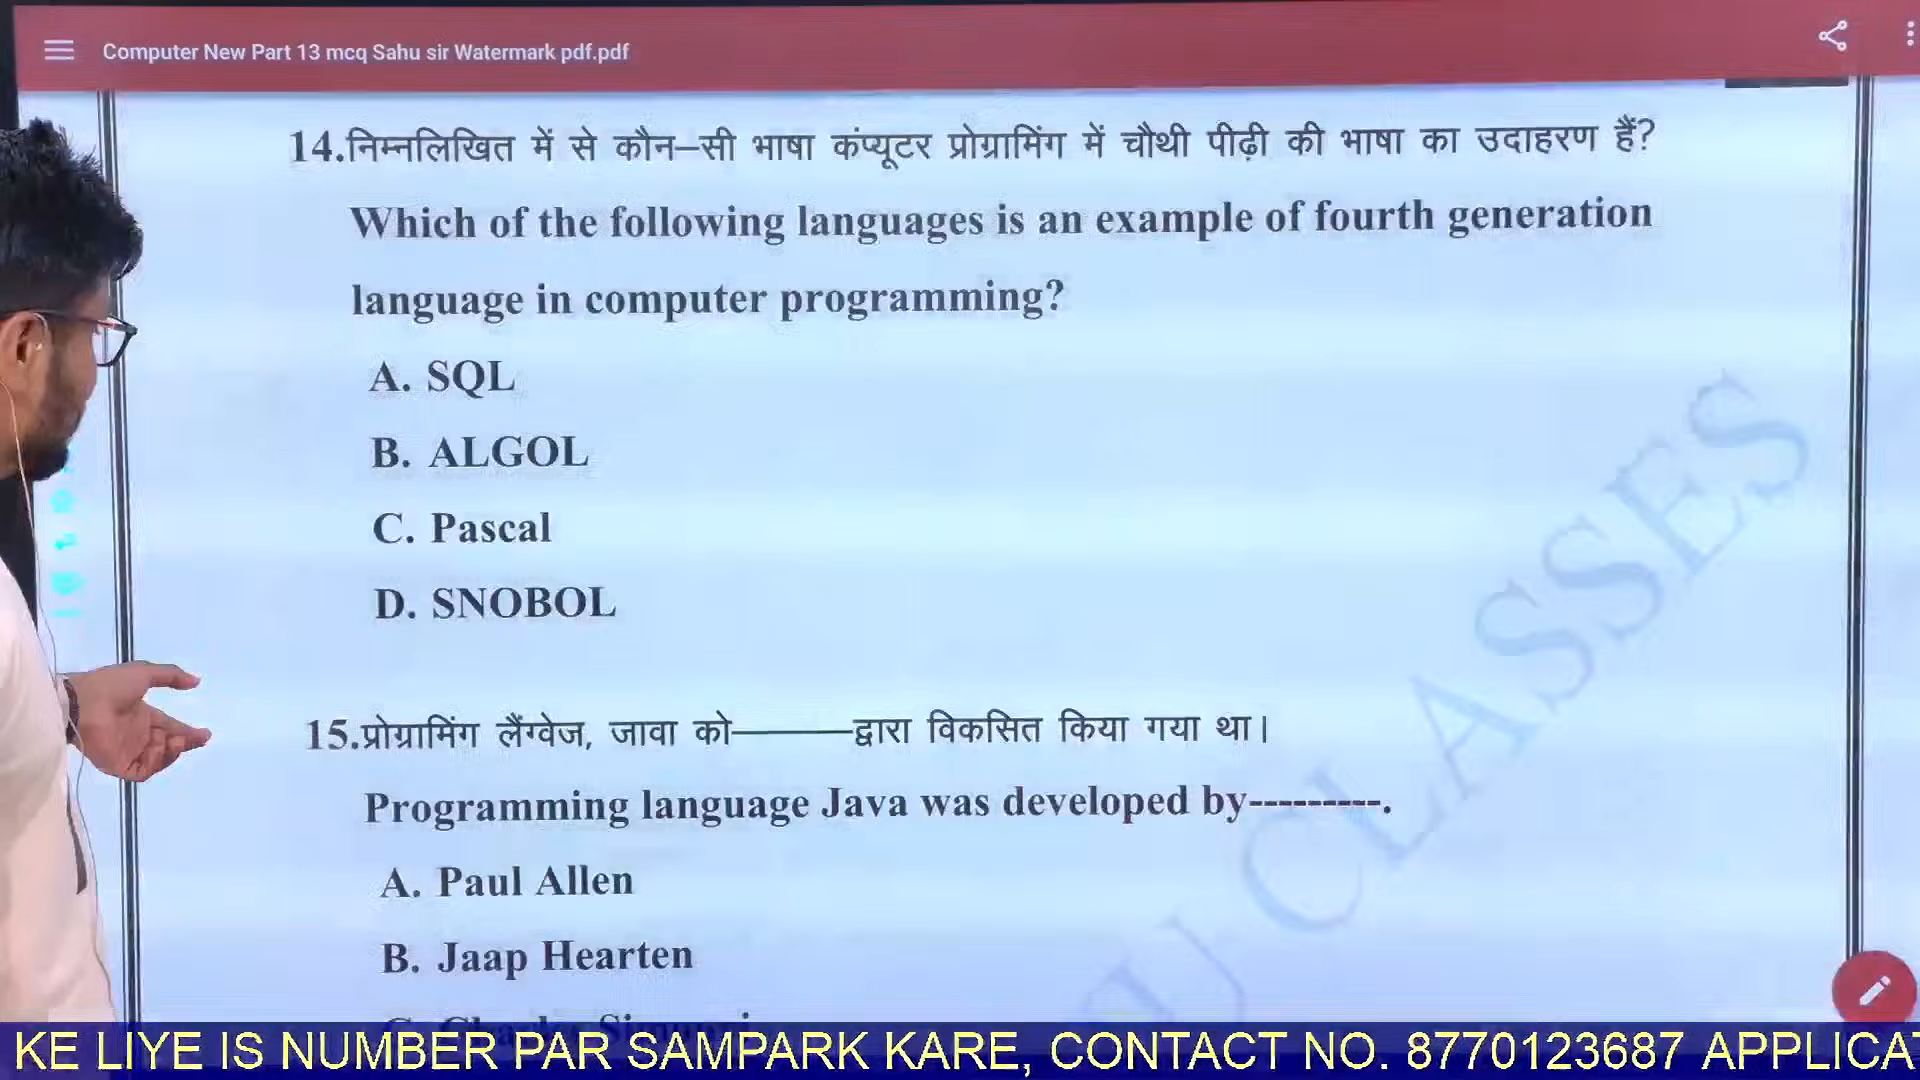 Computer New Part 13 mcq Sahu sir Watermark pdf.pdf
14.निम्नलिखित में से कौन–सी भाषा कंप्यूटर प्रोग्रामिंग में चौथी पीढ़ी की भाषा का उदाहरण हैं?
Which of the following languages is an example of fourth generation
language in computer programming?
A. SQL
B. ALGOL
C. Pascal
D. SNOBOL
15.प्रोग्रामिंग लैंग्वेज, जावा को———द्वारा विकसित किया गया था।
Programming language Java was developed by---------.
A. Paul Allen
B. Jaap Hearten
CLASSES
KE LIYE IS NUMBER PAR SAMPARK KARE, CONTACT NO. 8770123687 APPLICAT